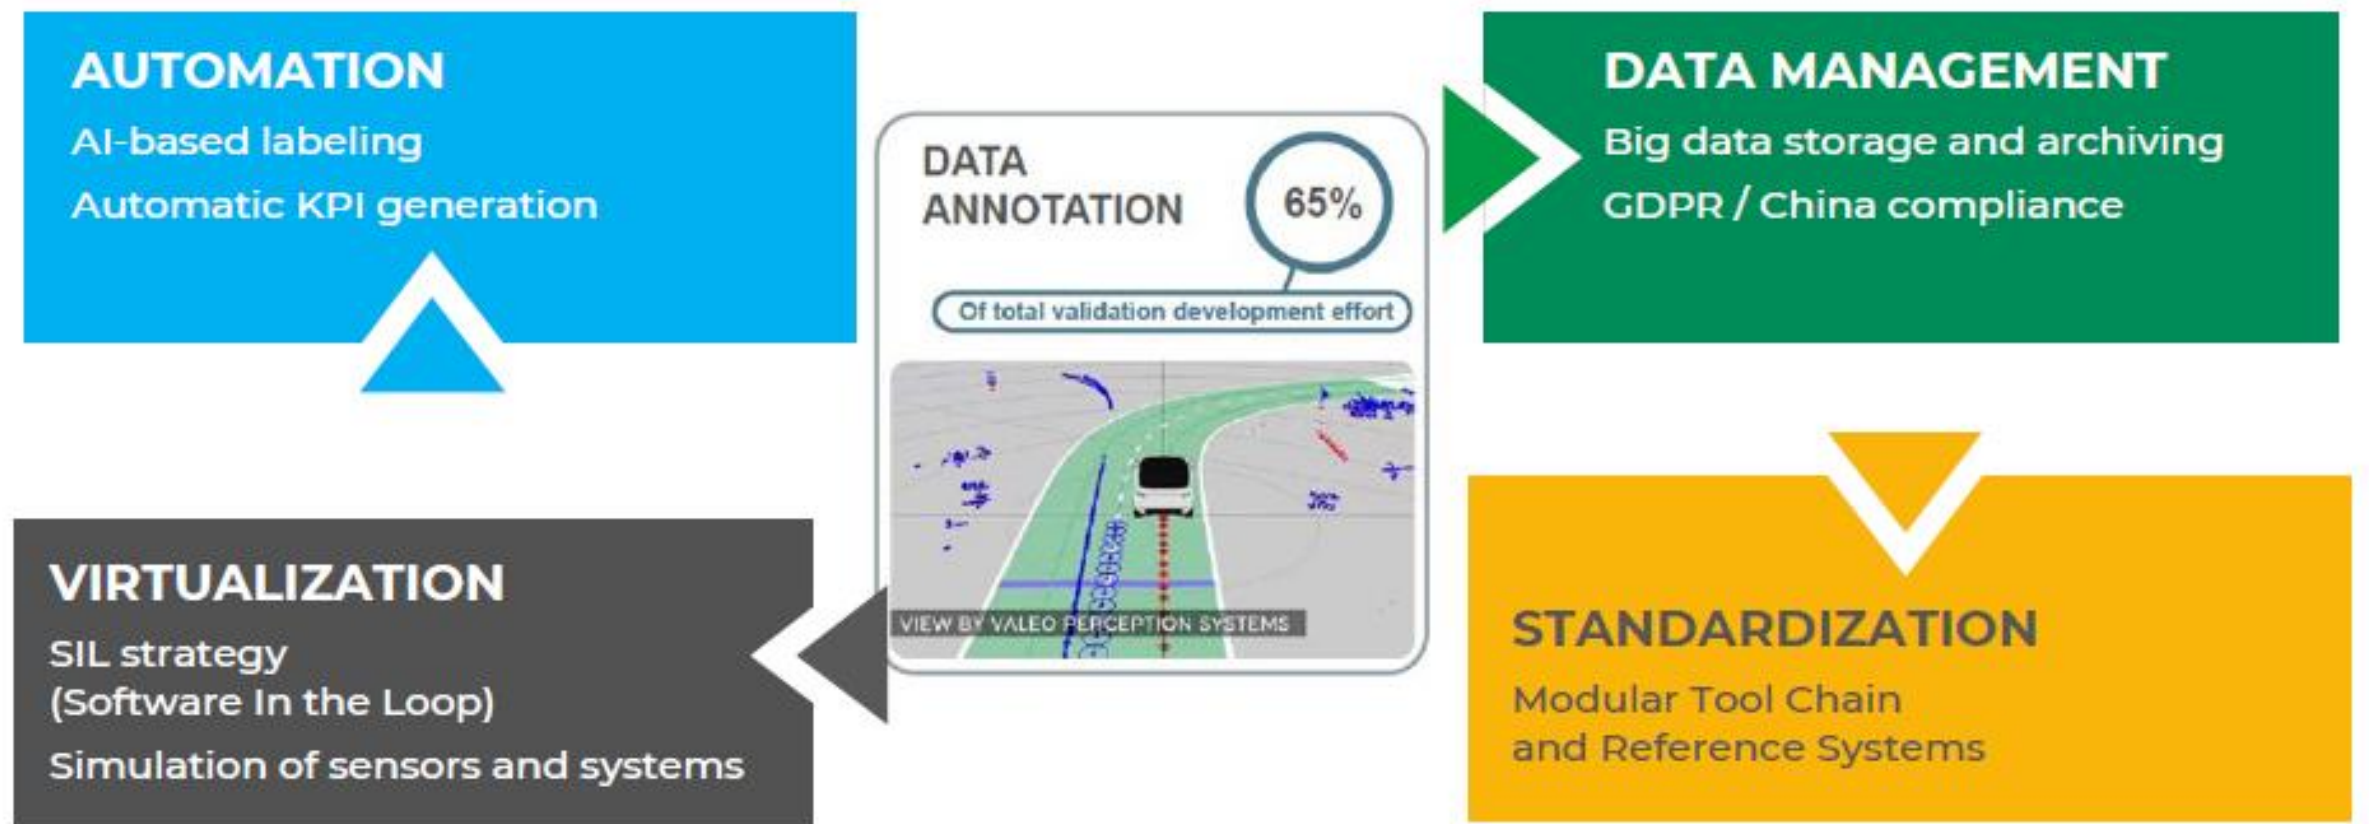 AUTOMATION
AI-based labeling
Automatic KPI generation
DATA
ANNOTATION
65%
Of total validation development effort
VIEW BY VALEO PERCEPTION SYSTEMS
DATA MANAGEMENT
Big data storage and archiving
GDPR / China compliance
VIRTUALIZATION
SIL strategy
(Software In the Loop)
Simulation of sensors and systems
STANDARDIZATION
Modular Tool Chain
and Reference Systems